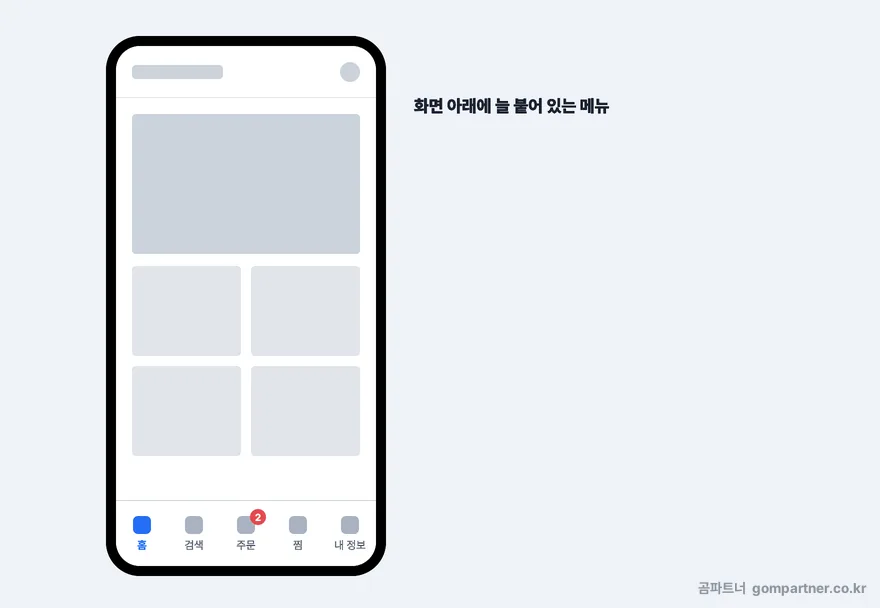 화면 아래에 늘 붙어 있는 메뉴
2
홈 검색 주문 찜 내 정보
곰파트너 gompartner.co.kr